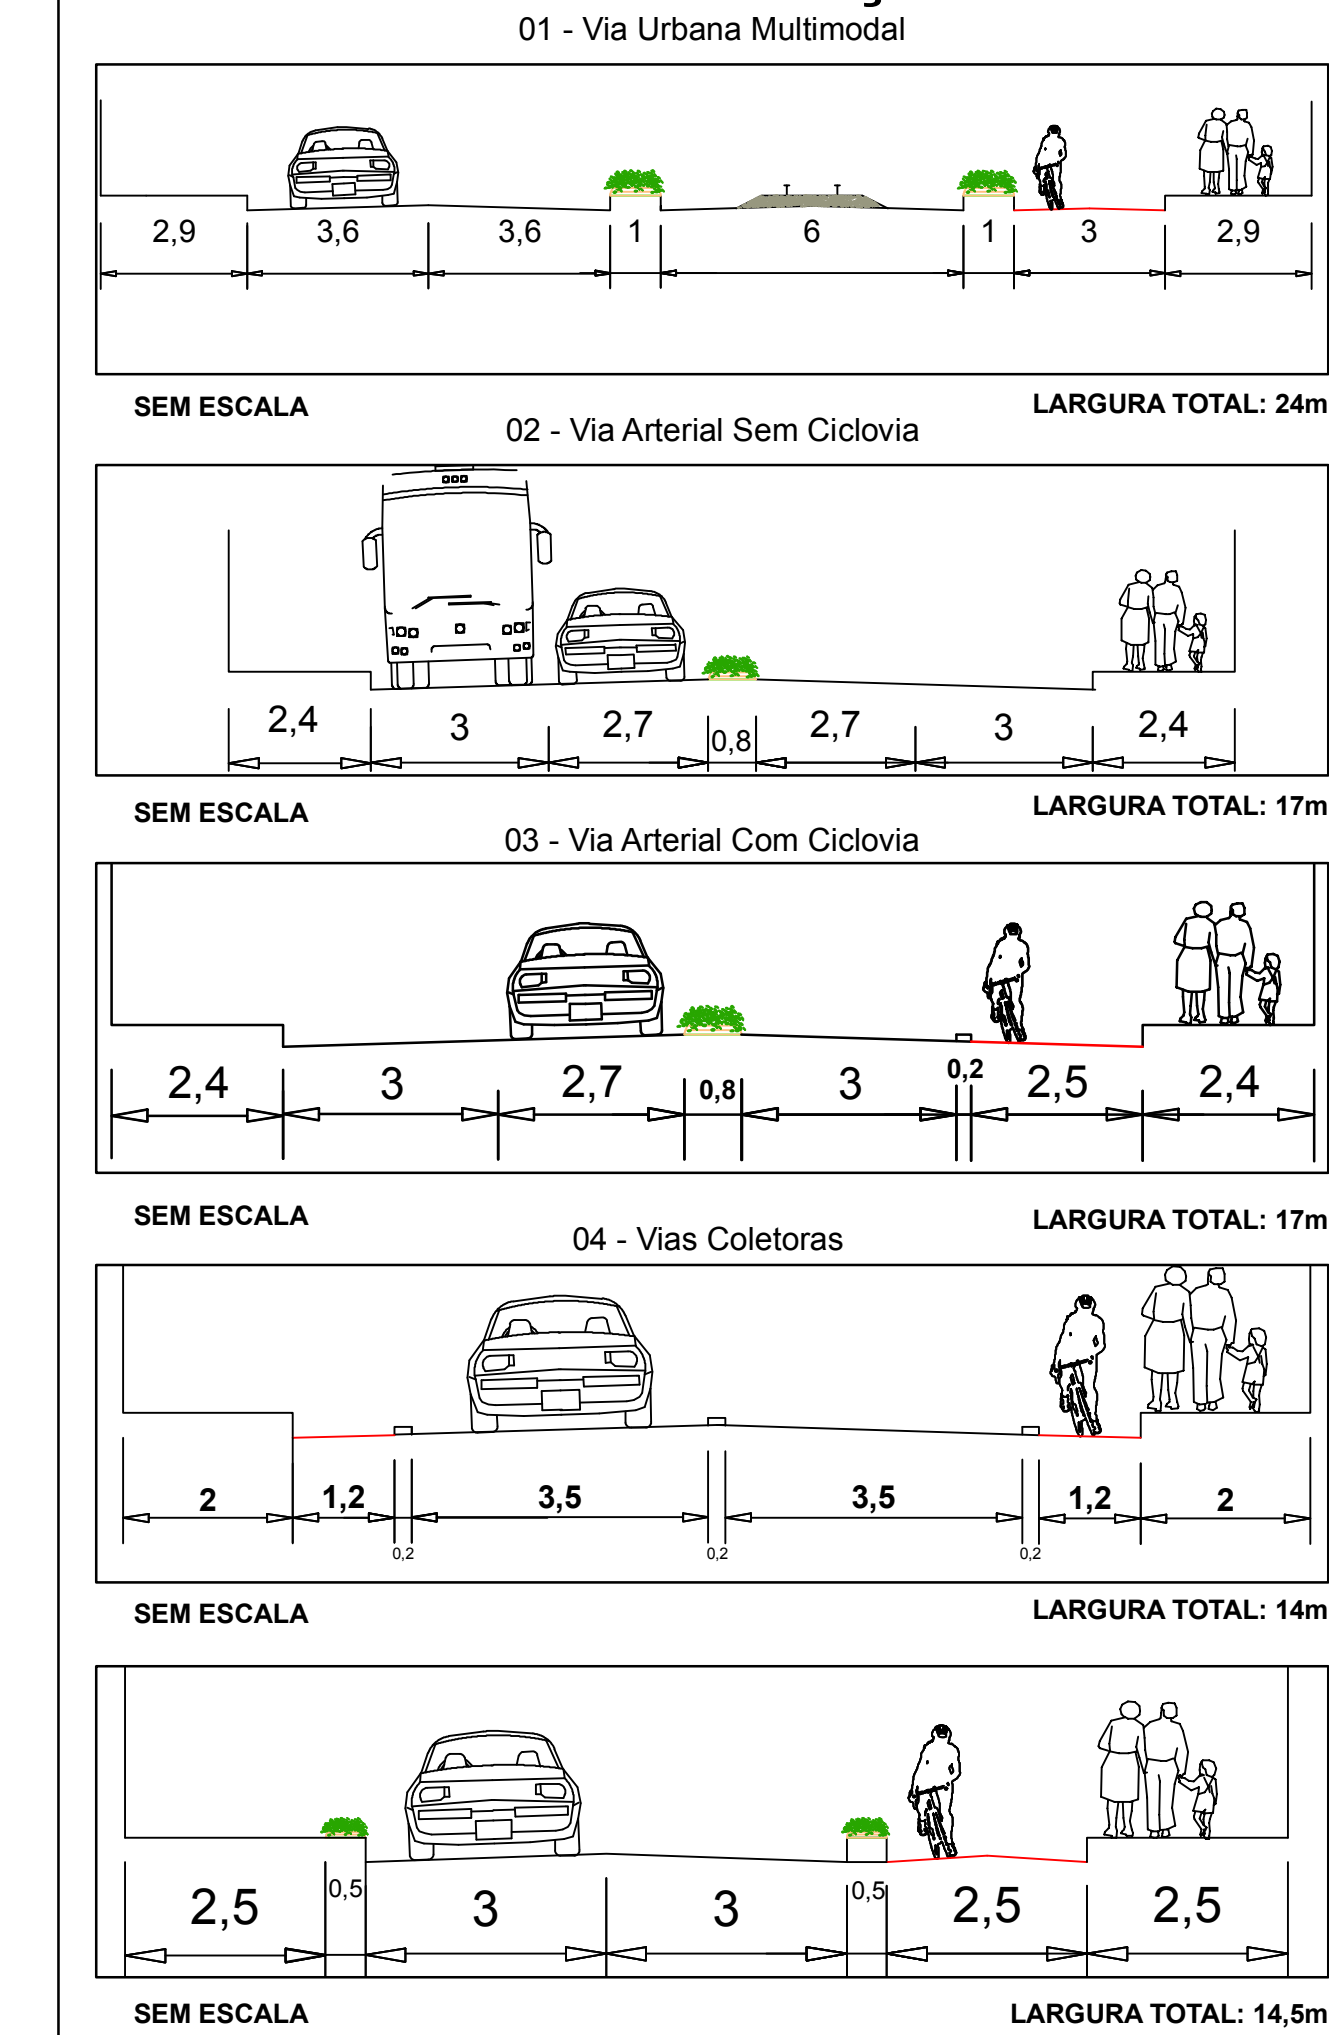 01 - Via Urbana Multimodal
2,9 3,6 3,6 1 6 1 3 2,9
SEM ESCALA LARGURA TOTAL: 24m
02 - Via Arterial Sem Ciclovia
2,4 3 2,7 0,8 2,7 3 2,4
SEM ESCALA LARGURA TOTAL: 17m
03 - Via Arterial Com Ciclovia
2,4 3 2,7 0,8 3 0,2 2,5 2,4
SEM ESCALA LARGURA TOTAL: 17m
04 - Vias Coletoras
2 1,2 3,5 3,5 1,2 2
0,2 0,2 0,2
SEM ESCALA LARGURA TOTAL: 14m
2,5 0,5 3 3 0,5 2,5 2,5
SEM ESCALA LARGURA TOTAL: 14,5m